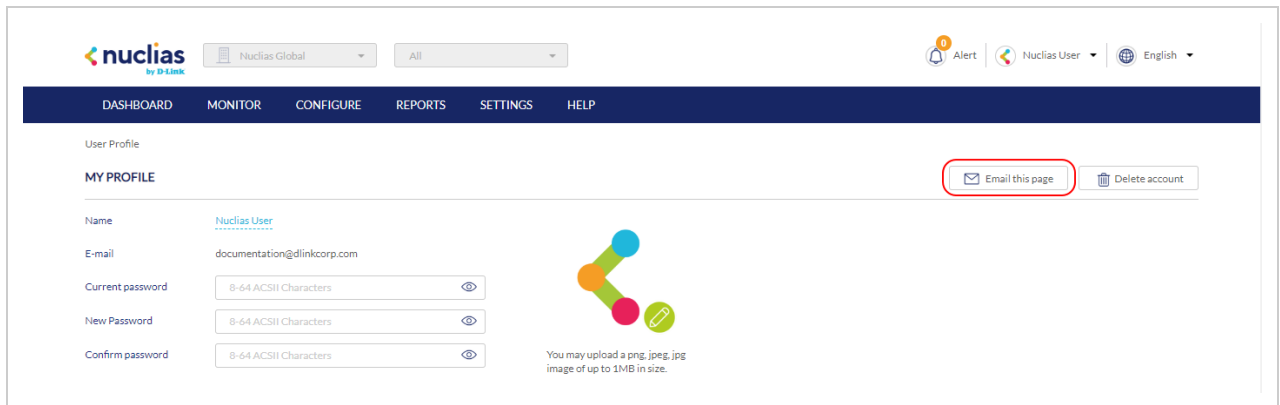 nuclias
by D-Link
Nuclias Global
All
0
Alert
Nuclias User
English
DASHBOARD MONITOR CONFIGURE REPORTS SETTINGS HELP
User Profile
MY PROFILE
Email this page
Delete account
Name Nuclias User
E-mail documentation@dlinkcorp.com
Current password 8-64 ACSII Characters
New Password 8-64 ACSII Characters
Confirm password 8-64 ACSII Characters
You may upload a png, jpeg, jpg
image of up to 1MB in size.